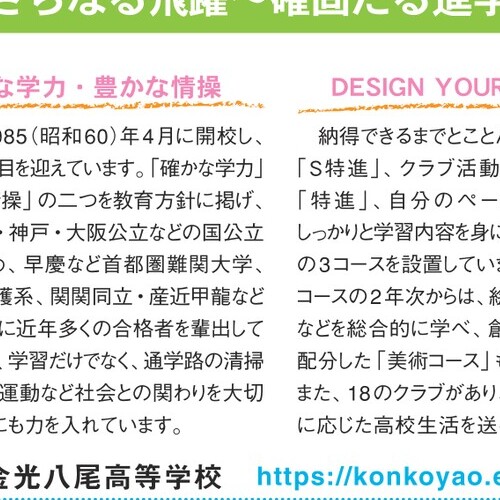 さらなる飛躍〜確固たる進学
な学力・豊かな情操
985（昭和60）年4月に開校し、
目を迎えています。「確かな学力」
操」の二つを教育方針に掲げ、
・神戸・大阪公立などの国公立
め、早慶など首都圏難関大学、
護系、関関同立・産近甲龍など
に近年多くの合格者を輩出して
、学習だけでなく、通学路の清掃
運動など社会との関わりを大切
にも力を入れています。
DESIGN YOUR
納得できるまでとことん
「S特進」、クラブ活動
「特進」、自分のペー
しっかりと学習内容を身に
の3コースを設置してい
コースの2年次からは、絵
などを総合的に学べ、創
配分した「美術コース」も
また、18のクラブがあり
に応じた高校生活を送
金光八尾高等学校 https://konkoyao.e